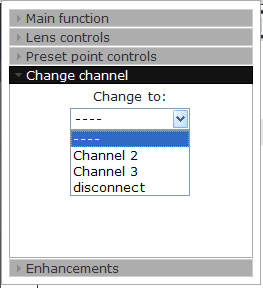 Main function
Lens controls
Preset point controls
Change channel
Change to:
----
----
Channel 2
Channel 3
disconnect
Enhancements